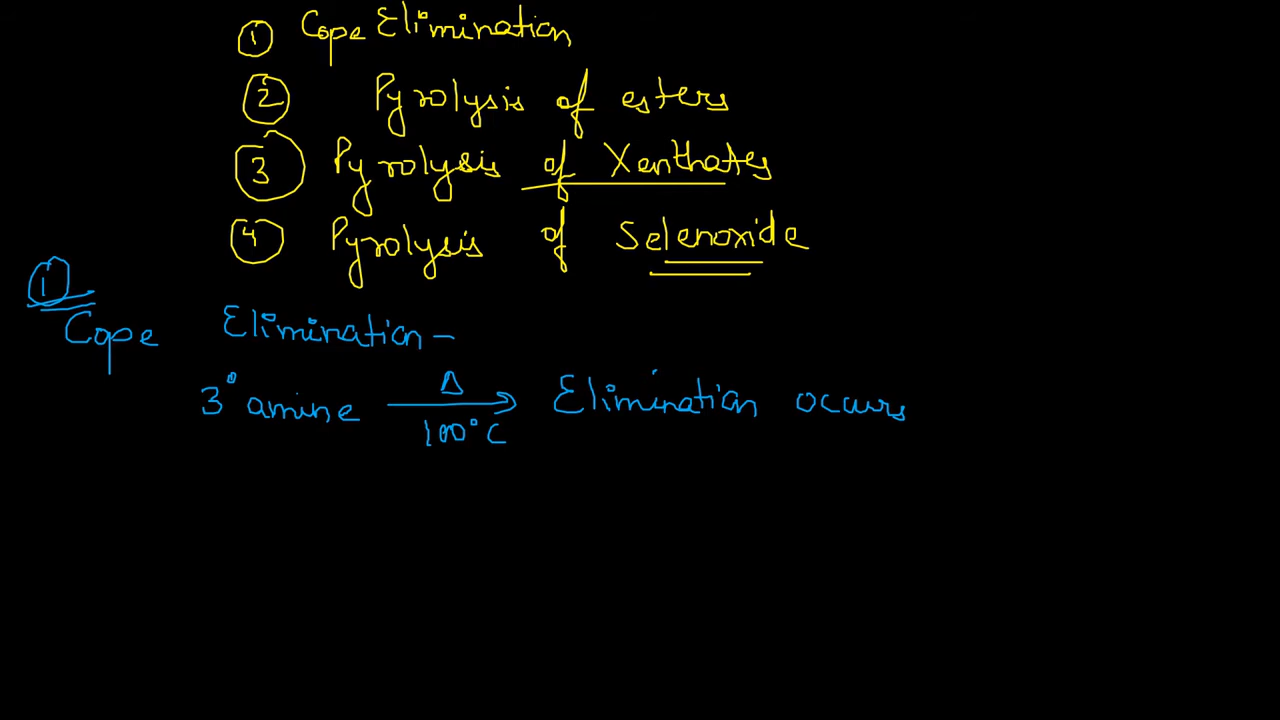 ① Cope Elimination
② Pyrolysis of esters
③ Pyrolysis of Xenthates
④ Pyrolysis of Selenoxide
①
Cope Elimination –
3° amine Δ 100°C → Elimination occurs